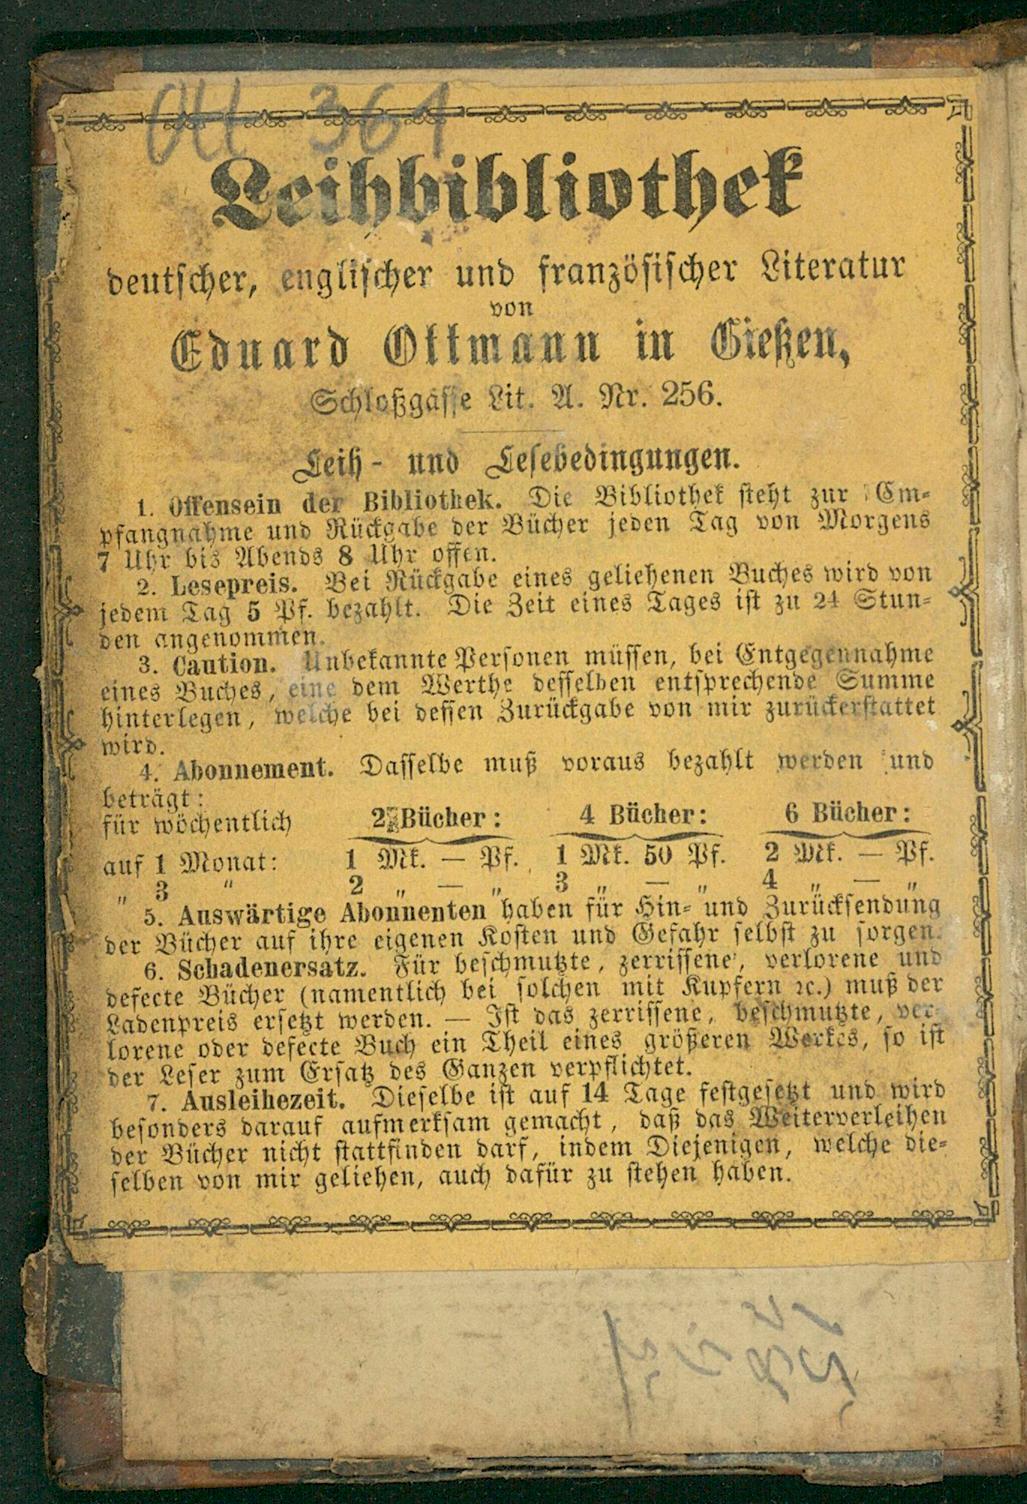 Ott 361
Leihbibliothek
deutscher, englischer und französischer Literatur
von
Eduard Ottmann in Gießen,
Schloßgasse Lit. A. Nr. 256.
Leih- und Lesebedingungen.
1. Offensein der Bibliothek. Die Bibliothek steht zur Em-
pfangnahme und Rückgabe der Bücher jeden Tag von Morgens
7 Uhr bis Abends 8 Uhr offen.
2. Lesepreis. Bei Rückgabe eines geliehenen Buches wird von
jedem Tag 5 Pf. bezahlt. Die Zeit eines Tages ist zu 24 Stun-
den angenommen.
3. Caution. Unbekannte Personen müssen, bei Entgegennahme
eines Buches, eine dem Werthe desselben entsprechende Summe
hinterlegen, welche bei dessen Zurückgabe von mir zurückerstattet
wird.
4. Abonnement. Dasselbe muß voraus bezahlt werden und
beträgt:
für wöchentlich 2 Bücher: 4 Bücher: 6 Bücher:
auf 1 Monat: 1 Mk. — Pf. 1 Mk. 50 Pf. 2 Mk. — Pf.
„ 3 „ 2 „ — „ 3 „ — „ 4 „ — „
5. Auswärtige Abonnenten haben für Hin- und Zurücksendung
der Bücher auf ihre eigenen Kosten und Gefahr selbst zu sorgen.
6. Schadenersatz. Für beschmutzte, zerrissene, verlorene und
defecte Bücher (namentlich bei solchen mit Kupfern ꝛc.) muß der
Ladenpreis ersetzt werden. — Ist das zerrissene, beschmutzte, ver-
lorene oder defecte Buch ein Theil eines größeren Werkes, so ist
der Leser zum Ersatz des Ganzen verpflichtet.
7. Ausleihezeit. Dieselbe ist auf 14 Tage festgesetzt und wird
besonders darauf aufmerksam gemacht, daß das Weiterverleihen
der Bücher nicht stattfinden darf, indem Diejenigen, welche die-
selben von mir geliehen, auch dafür zu stehen haben.